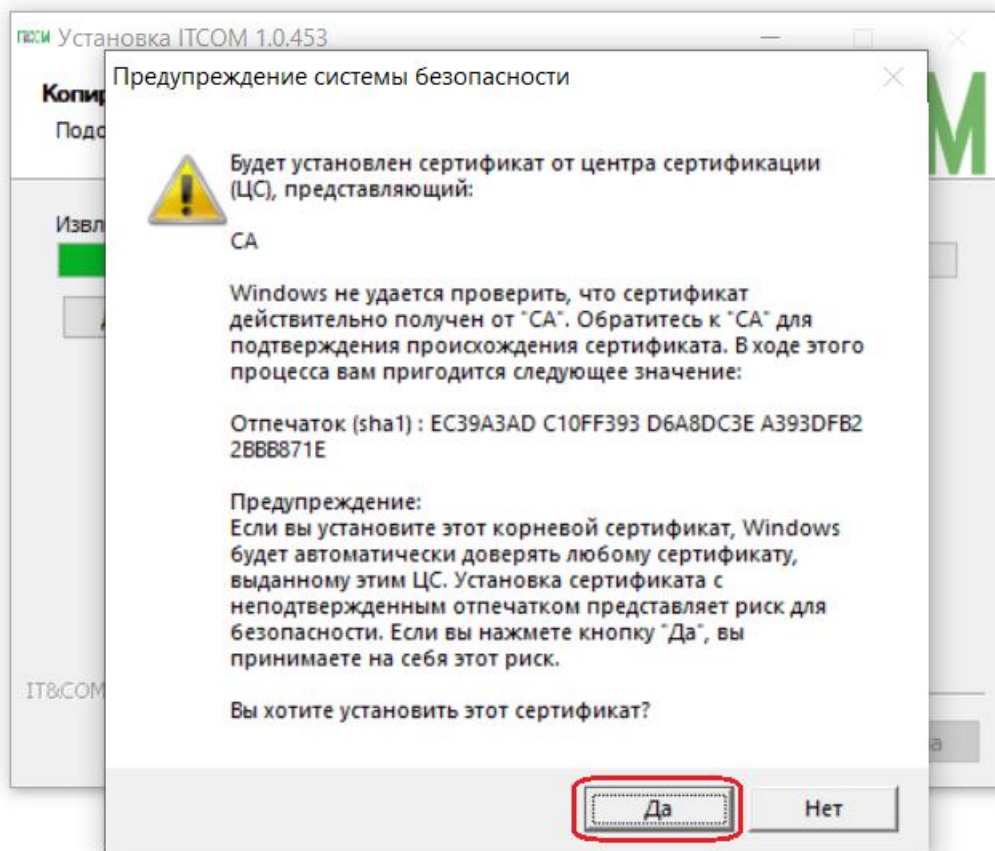 Установка ITCOM 1.0.453
Предупреждение системы безопасности
Будет установлен сертификат от центра сертификации
(ЦС), представляющий:
CA
Windows не удается проверить, что сертификат
действительно получен от "CA". Обратитесь к "CA" для
подтверждения происхождения сертификата. В ходе этого
процесса вам пригодится следующее значение:
Отпечаток (sha1) : EC39A3AD C10FF393 D6A8DC3E A393DFB2
2BBB871E
Предупреждение:
Если вы установите этот корневой сертификат, Windows
будет автоматически доверять любому сертификату,
выданному этим ЦС. Установка сертификата с
неподтвержденным отпечатком представляет риск для
безопасности. Если вы нажмете кнопку "Да", вы
принимаете на себя этот риск.
IT&COM
Вы хотите установить этот сертификат?
Да Нет